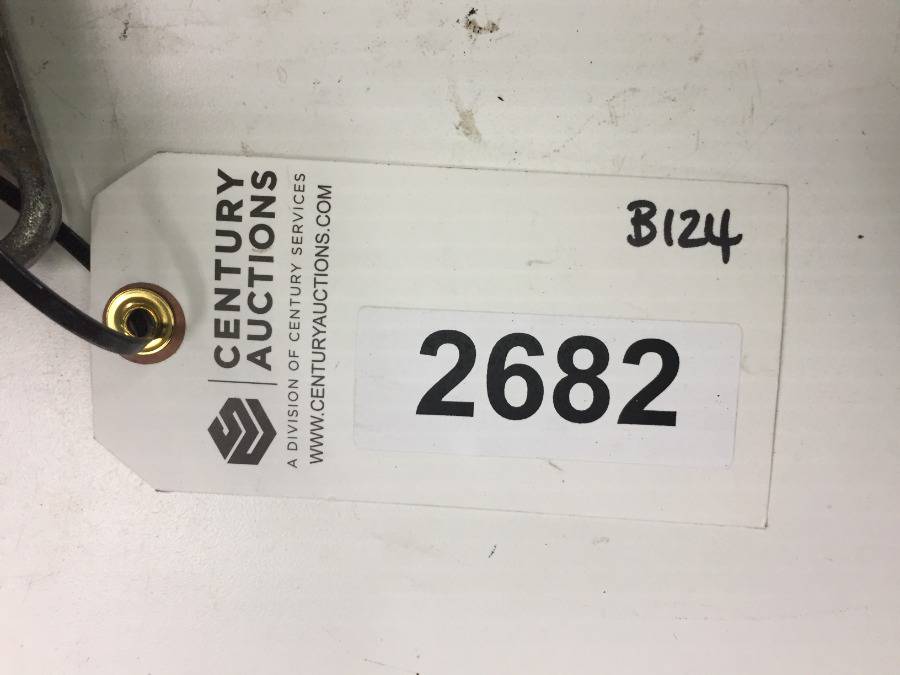 CENTURY
AUCTIONS
A DIVISION OF CENTURY SERVICES
WWW.CENTURYAUCTIONS.COM
B124
2682